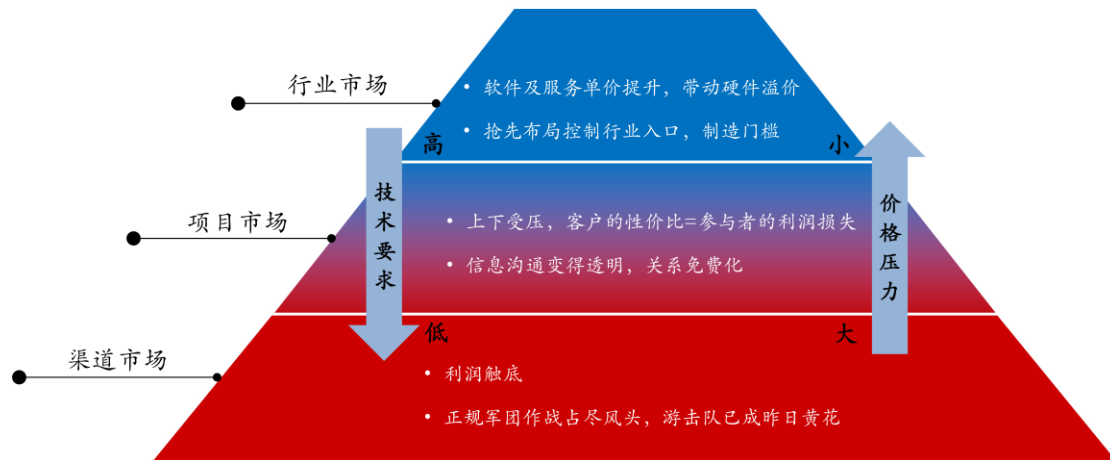 行业市场
• 软件及服务单价提升，带动硬件溢价
• 抢先布局控制行业入口，制造门槛
高
小
技术要求
价格压力
项目市场
• 上下受压，客户的性价比=参与者的利润损失
• 信息沟通变得透明，关系免费化
低
大
渠道市场
• 利润触底
• 正规军团作战占尽风头，游击队已成昨日黄花